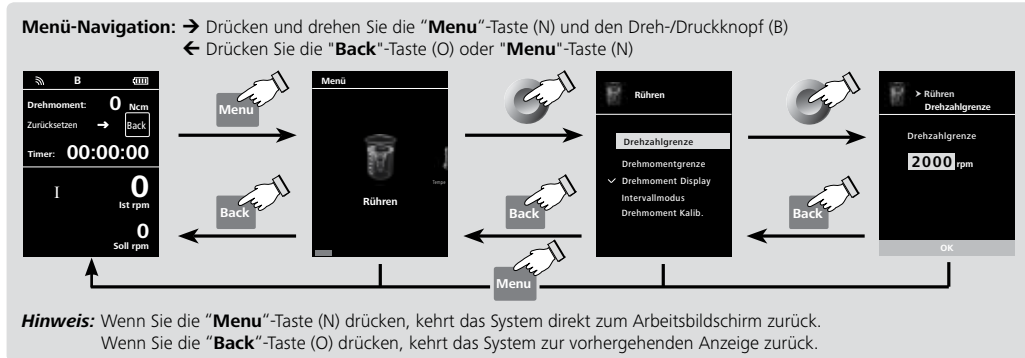 Menü-Navigation: → Drücken und drehen Sie die “Menu“-Taste (N) und den Dreh-/Druckknopf (B)
← Drücken Sie die "Back"-Taste (O) oder "Menu"-Taste (N)
B
Drehmoment: 0 Ncm
Zurücksetzen → Back
Timer: 00:00:00
I
0
Ist rpm
0
Soll rpm
Menu
Back
Menü
Rühren
Tempe
Back
Rühren
Drehzahlgrenze
Drehmomentgrenze
✓ Drehmoment Display
Intervallmodus
Drehmoment Kalib.
Back
> Rühren
Drehzahlgrenze
Drehzahlgrenze
2000 rpm
OK
Menu
Hinweis: Wenn Sie die “Menu“-Taste (N) drücken, kehrt das System direkt zum Arbeitsbildschirm zurück.
Wenn Sie die “Back“-Taste (O) drücken, kehrt das System zur vorhergehenden Anzeige zurück.